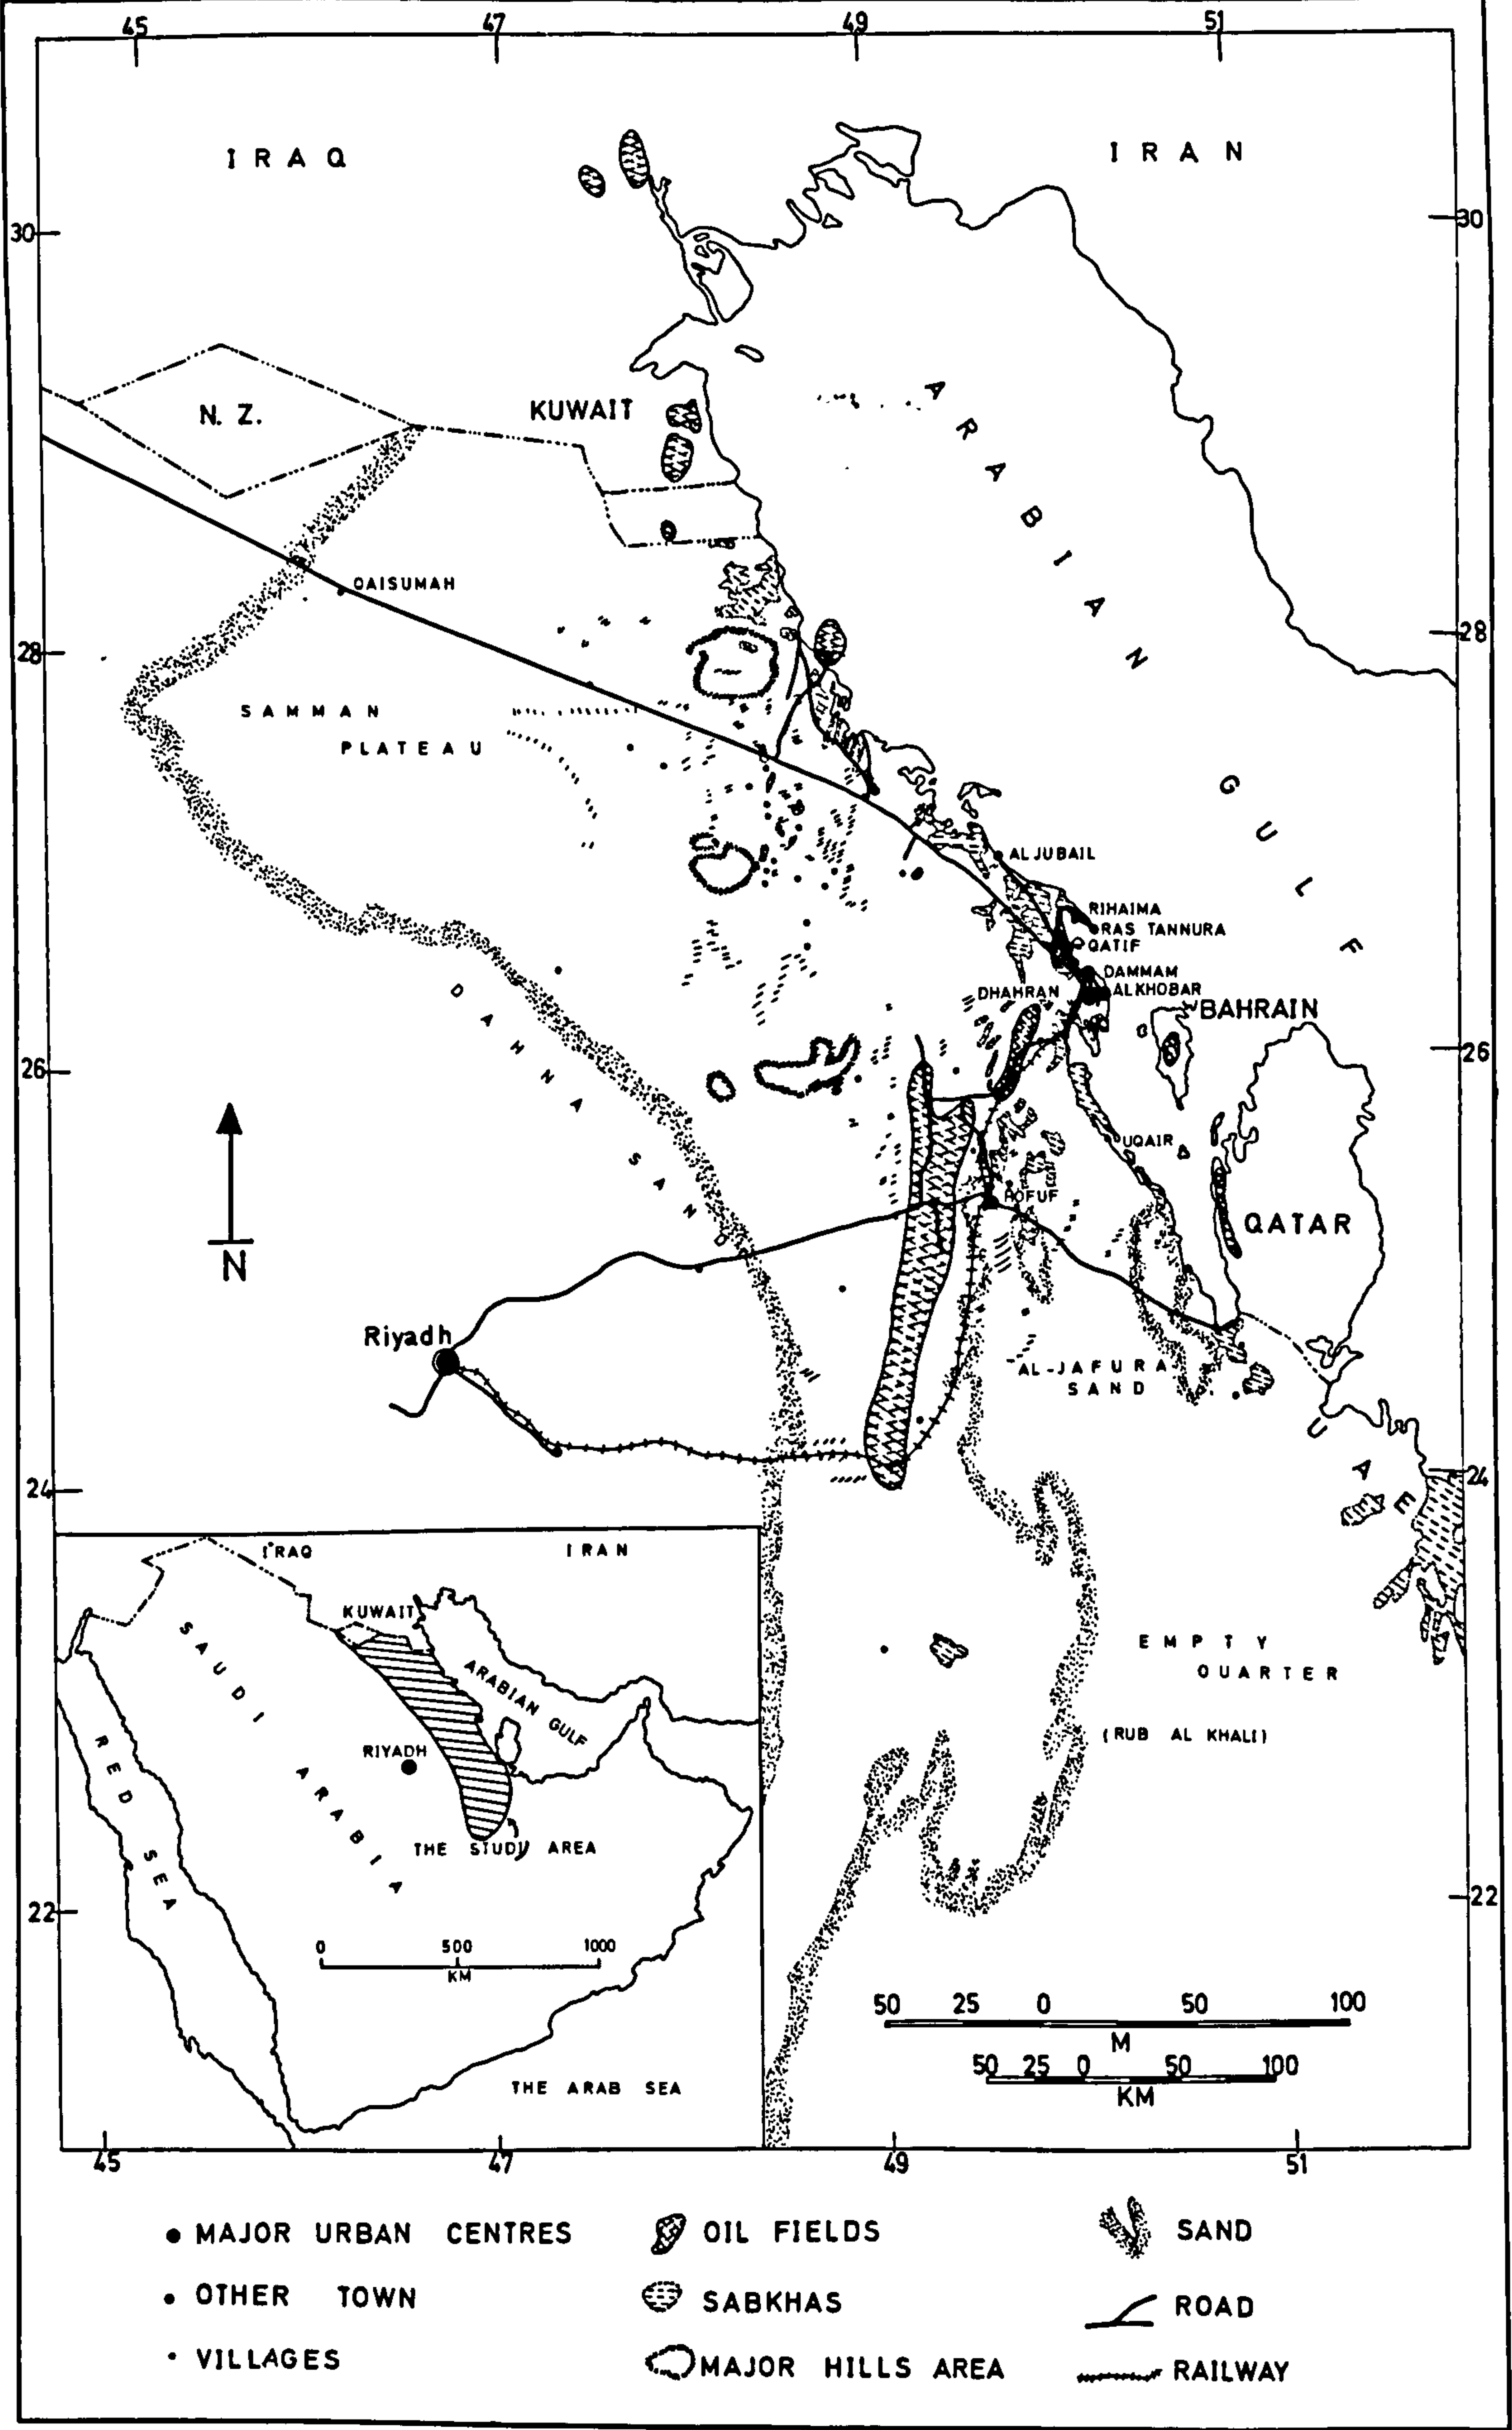 45 47 49 51
IRAQ
IRAN
30 30
N. Z.
KUWAIT
ARABIAN GULF
QAISUMAH
28 28
SAMMAN
PLATEAU
AL JUBAIL
RIHAIMA
RAS TANNURA
QATIF
DAMMAM
DHAHRAN
ALKHOBAR
BAHRAIN
DAHNA SAND
26 26
UQAIR
HOFUF
QATAR
N
Riyadh
AL-JAFURA
SAND
UAE
24 24
IRAQ
IRAN
KUWAIT
SAUDI ARABIA
ARABIAN GULF
RED SEA
RIYADH
THE STUDY AREA
0 500 1000
KM
THE ARAB SEA
EMPTY
QUARTER
(RUB AL KHALI)
22 22
50 25 0 50 100
M
50 25 0 50 100
KM
45 47 49 51
MAJOR URBAN CENTRES
OIL FIELDS
SAND
OTHER TOWN
SABKHAS
ROAD
VILLAGES
MAJOR HILLS AREA
RAILWAY